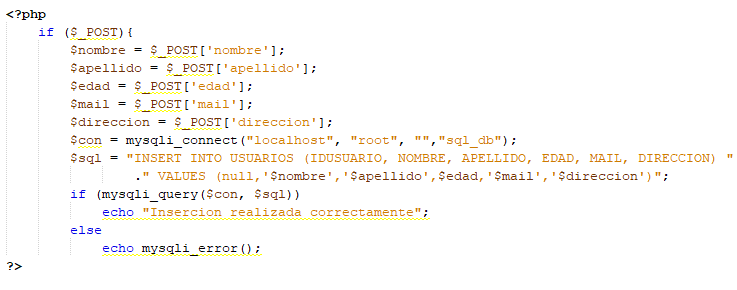 <?php
if ($_POST){
$nombre = $_POST['nombre'];
$apellido = $_POST['apellido'];
$edad = $_POST['edad'];
$mail = $_POST['mail'];
$direccion = $_POST['direccion'];
$con = mysqli_connect("localhost", "root", "","sql_db");
$sql = "INSERT INTO USUARIOS (IDUSUARIO, NOMBRE, APELLIDO, EDAD, MAIL, DIRECCION) "
." VALUES (null,'$nombre','$apellido',$edad,'$mail','$direccion')";
if (mysqli_query($con, $sql))
echo "Insercion realizada correctamente";
else
echo mysqli_error();
?>